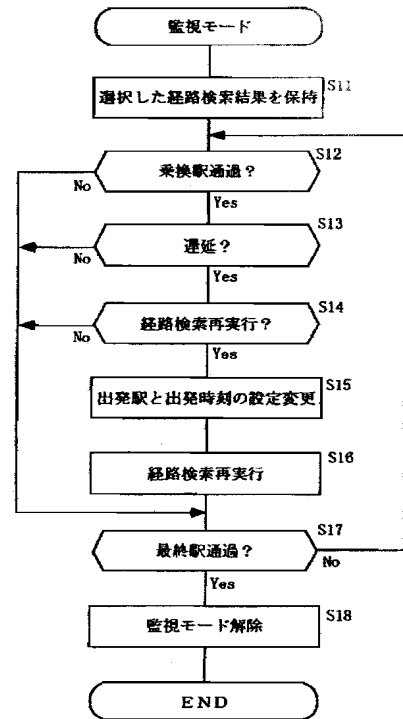 監視モード
S11
選択した経路検索結果を保持
S12
乗換駅通過？
No
Yes
S13
遅延？
No
Yes
S14
経路検索再実行？
No
Yes
S15
出発駅と出発時刻の設定変更
S16
経路検索再実行
S17
最終駅通過？
No
Yes
S18
監視モード解除
END